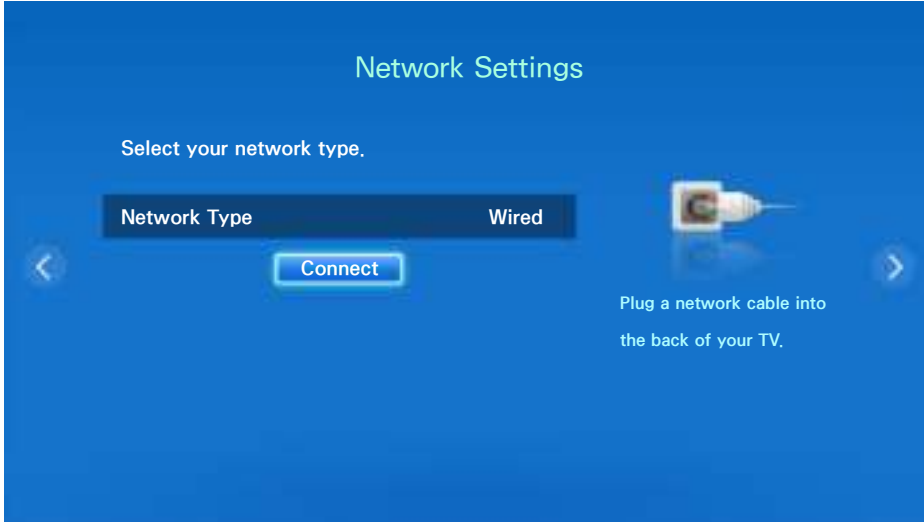 Network Settings
Select your network type.
Network Type Wired
Connect
Plug a network cable into
the back of your TV.